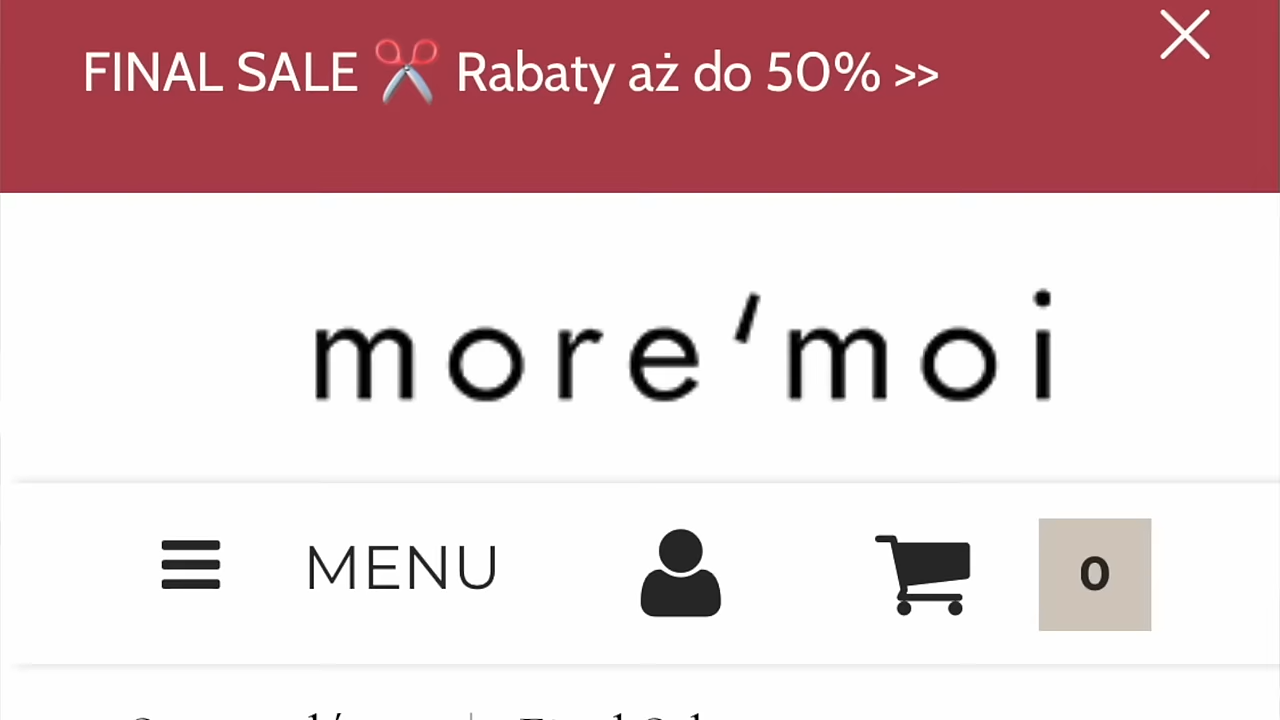 FINAL SALE ✂️ Rabaty aż do 50% >>
more'moi
MENU
0